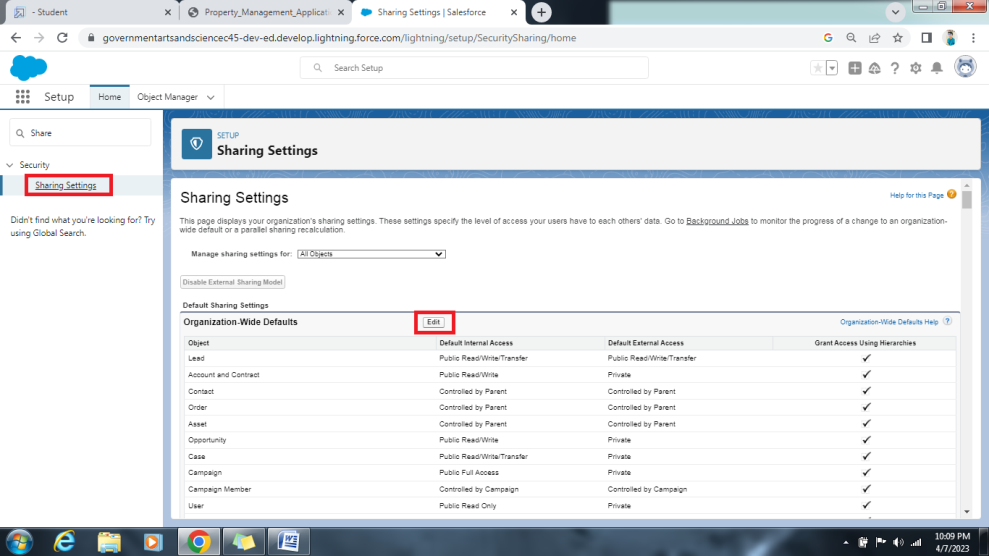 - Student
Property_Management_Applicati
Sharing Settings | Salesforce
governmentartsandsciencec45-dev-ed.develop.lightning.force.com/lightning/setup/SecuritySharing/home
Search Setup
Setup
Home
Object Manager
Share
Security
Sharing Settings
Didn't find what you're looking for? Try
using Global Search.
SETUP
Sharing Settings
Sharing Settings
Help for this Page
This page displays your organization's sharing settings. These settings specify the level of access your users have to each others' data. Go to Background Jobs to monitor the progress of a change to an organization-
wide default or a parallel sharing recalculation.
Manage sharing settings for: All Objects
Disable External Sharing Model
Default Sharing Settings
Organization-Wide Defaults Edit Organization-Wide Defaults Help ?
Object Default Internal Access Default External Access Grant Access Using Hierarchies
Lead Public Read/Write/Transfer Public Read/Write/Transfer ✓
Account and Contract Public Read/Write Private ✓
Contact Controlled by Parent Controlled by Parent ✓
Order Controlled by Parent Controlled by Parent ✓
Asset Controlled by Parent Controlled by Parent ✓
Opportunity Public Read/Write Private ✓
Case Public Read/Write/Transfer Private ✓
Campaign Public Full Access Private ✓
Campaign Member Controlled by Campaign Controlled by Campaign ✓
User Public Read Only Private ✓
10:09 PM
4/7/2023